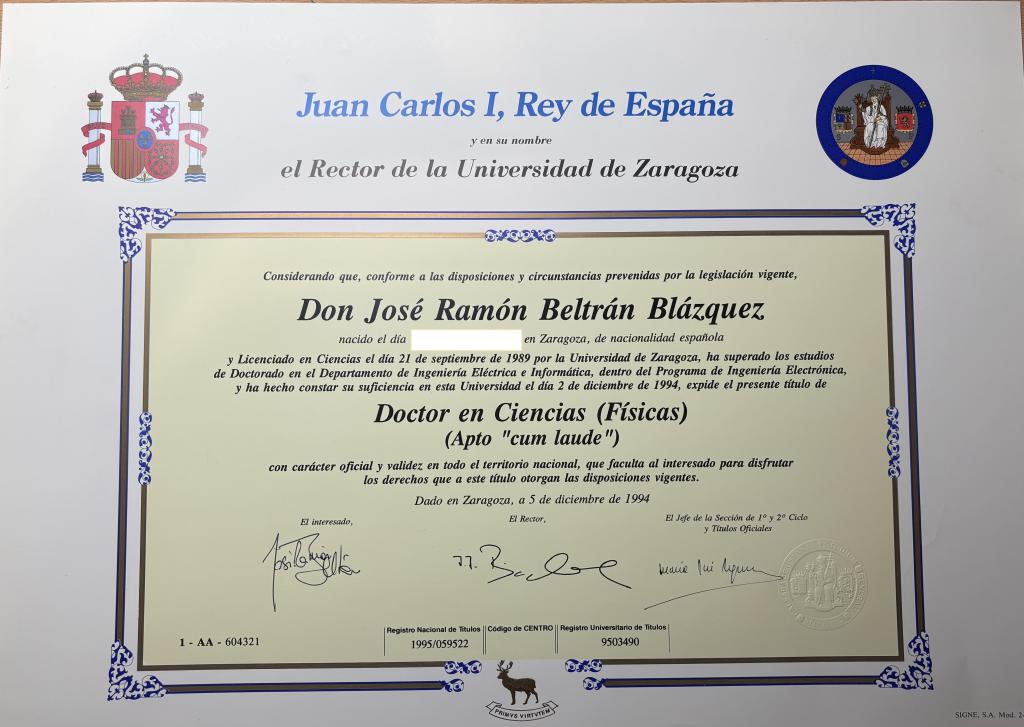 Juan Carlos I, Rey de España
y en su nombre
el Rector de la Universidad de Zaragoza
Considerando que, conforme a las disposiciones y circunstancias prevenidas por la legislación vigente,
Don José Ramón Beltrán Blázquez
nacido el día en Zaragoza, de nacionalidad española
y Licenciado en Ciencias el día 21 de septiembre de 1989 por la Universidad de Zaragoza, ha superado los estudios
de Doctorado en el Departamento de Ingeniería Eléctrica e Informática, dentro del Programa de Ingeniería Electrónica,
y ha hecho constar su suficiencia en esta Universidad el día 2 de diciembre de 1994, expide el presente título de
Doctor en Ciencias (Físicas)
(Apto "cum laude")
con carácter oficial y validez en todo el territorio nacional, que faculta al interesado para disfrutar
los derechos que a este título otorgan las disposiciones vigentes.
Dado en Zaragoza, a 5 de diciembre de 1994
El interesado,
El Rector,
El Jefe de la Sección de 1º y 2º Ciclo
y Títulos Oficiales
1 - AA - 604321
Registro Nacional de Títulos
1995/059522
Código de CENTRO
Registro Universitario de Títulos
9503490
PRIMVS VIRTVTEM
SIGNE, S.A. Mod. 2